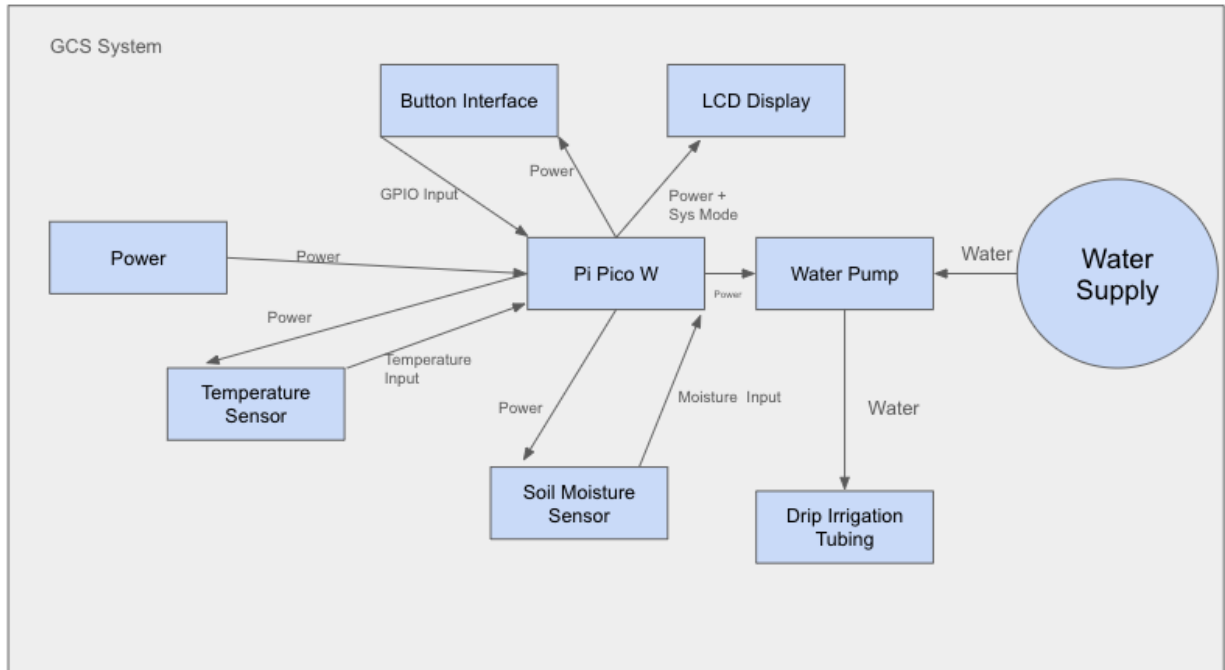 GCS System
Button Interface
LCD Display
GPIO Input
Power
Power +
Sys Mode
Power
Power
Pi Pico W
Power
Water Pump
Water
Water
Supply
Power
Temperature
Input
Temperature
Sensor
Power
Moisture Input
Water
Soil Moisture
Sensor
Drip Irrigation
Tubing